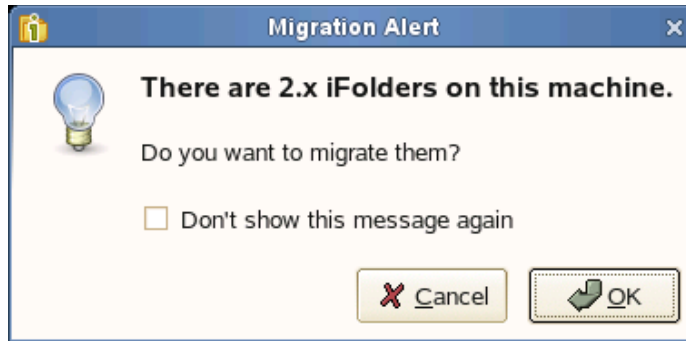 Migration Alert
There are 2.x iFolders on this machine.
Do you want to migrate them?
Don't show this message again
Cancel
OK